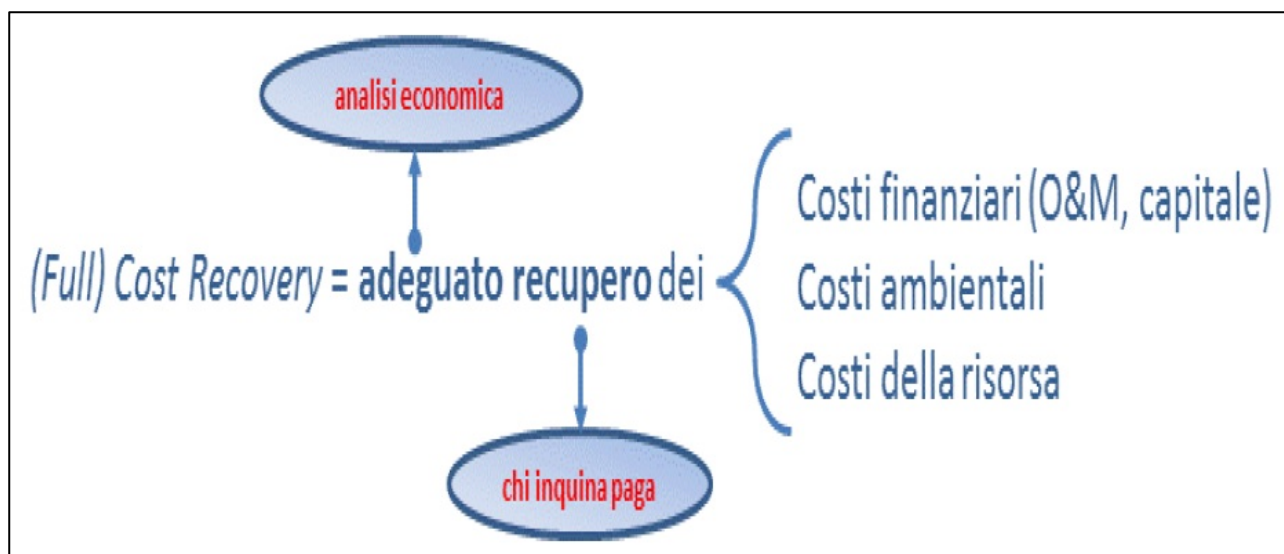 analisi economica
(Full) Cost Recovery = adeguato recupero dei
Costi finanziari (O&M, capitale)
Costi ambientali
Costi della risorsa
chi inquina paga